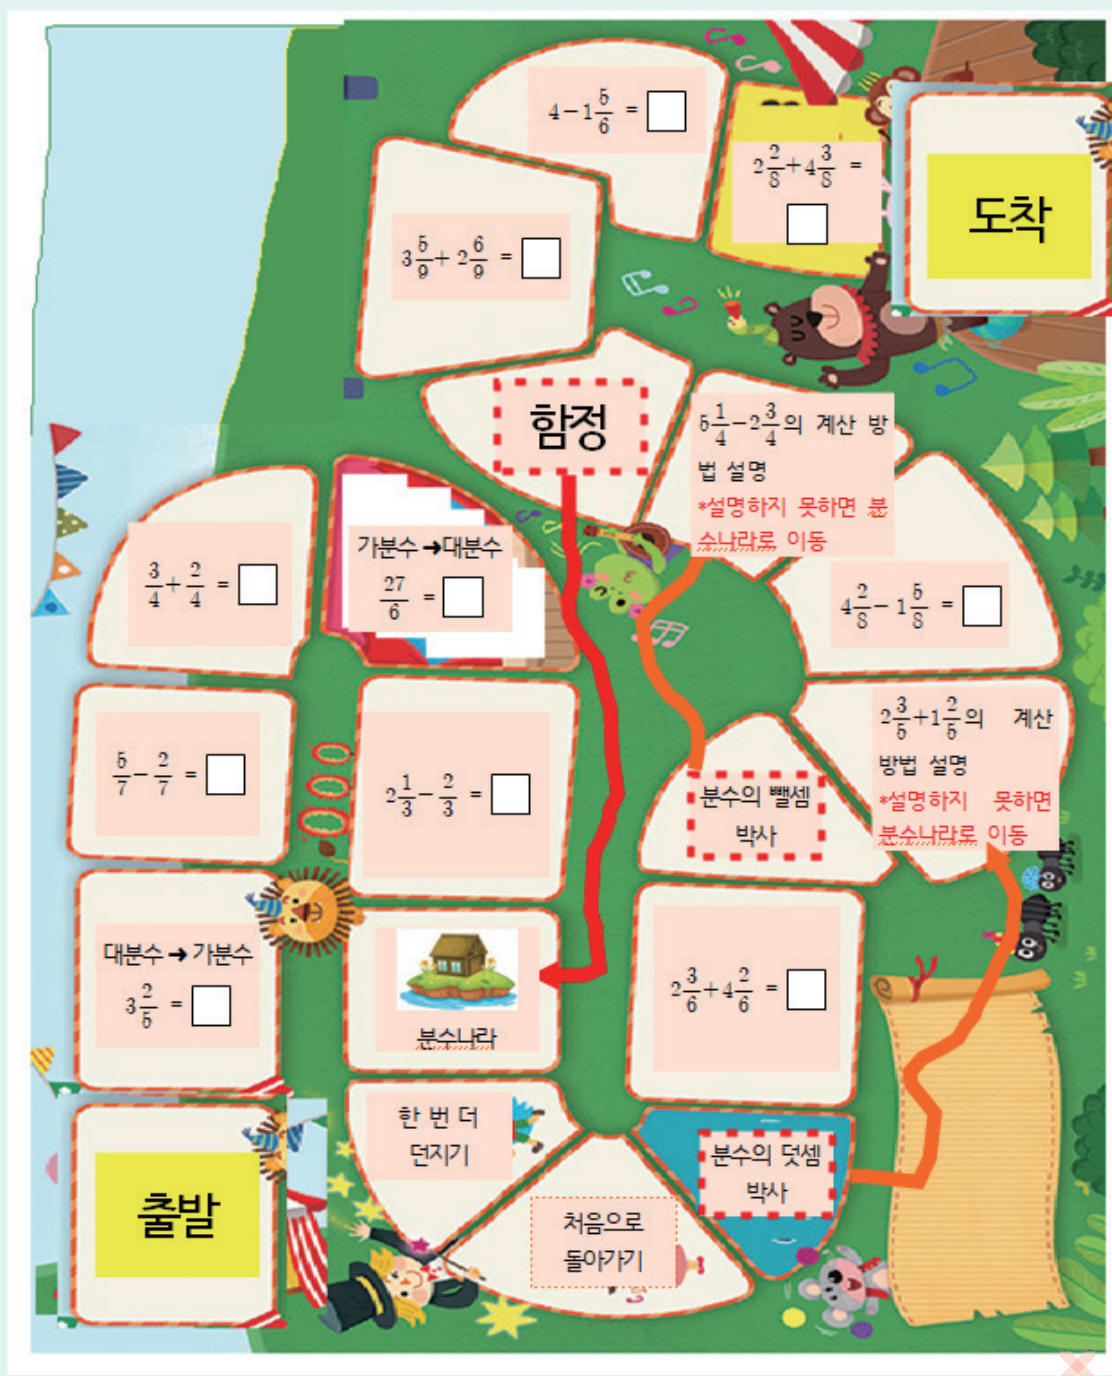 4－1 5/6 = □
2 2/8＋4 3/8 =
□
도착
3 5/9＋2 6/9 = □
함정
5 1/4－2 3/4의 계산 방
법 설명
*설명하지 못하면 분
수나라로 이동
3/4＋2/4 = □
가분수 ➜대분수
27/6 = □
4 2/8－1 5/8 = □
5/7－2/7 = □
2 1/3－2/3 = □
분수의 뺄셈
박사
2 3/5＋1 2/5의 계산
방법 설명
*설명하지 못하면
분수나라로 이동
대분수 ➜ 가분수
3 2/5 = □
분수나라
2 3/6＋4 2/6 = □
출발
한 번 더
던지기
처음으로
돌아가기
분수의 덧셈
박사